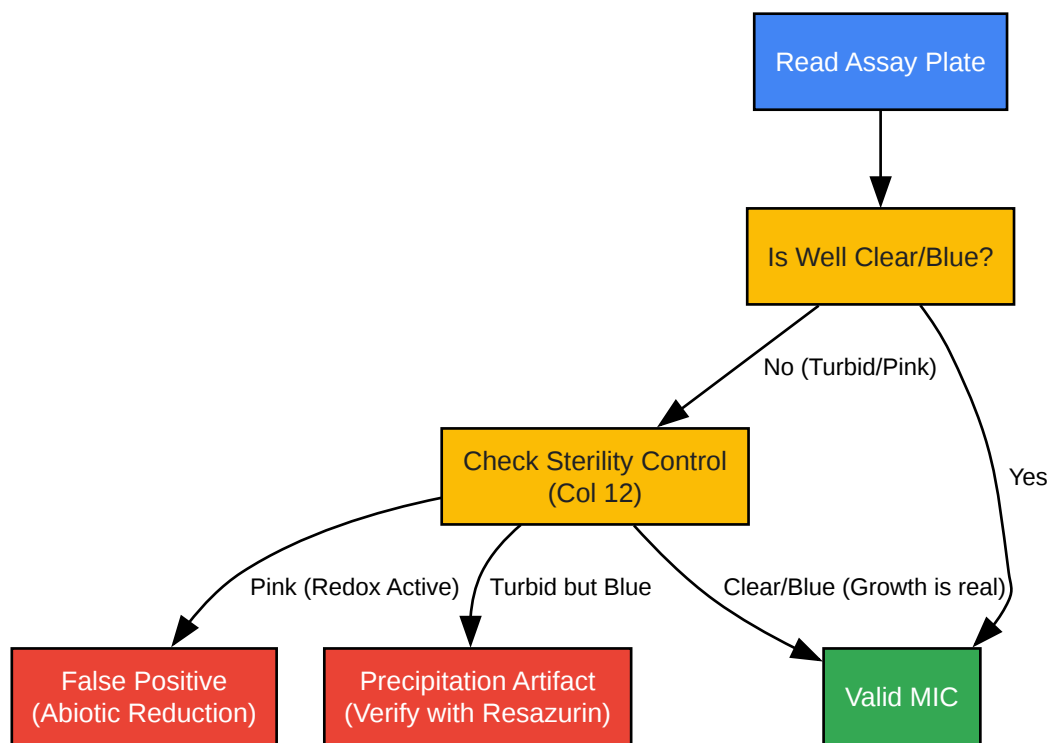 Read Assay Plate
Is Well Clear/Blue?
No (Turbid/Pink)
Yes
Check Sterility Control
(Col 12)
Pink (Redox Active)
Turbid but Blue
Clear/Blue (Growth is real)
False Positive
(Abiotic Reduction)
Precipitation Artifact
(Verify with Resazurin)
Valid MIC